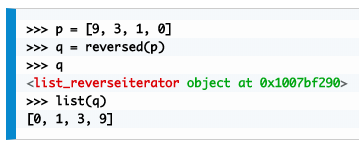 >>> p = [9, 3, 1, 0]
>>> q = reversed(p)
>>> q
<list_reverseiterator object at 0x1007bf290>
>>> list(q)
[0, 1, 3, 9]